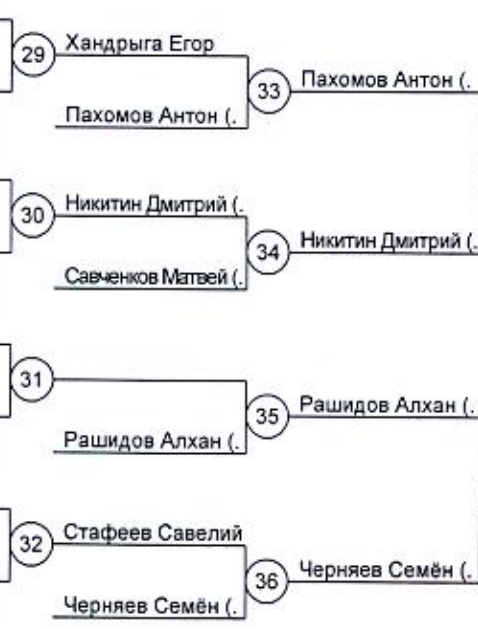 29 Хандрыга Егор
33 Пахомов Антон (.
Пахомов Антон (.
30 Никитин Дмитрий (.
34 Никитин Дмитрий (.
Савченков Матвей (.
31
35 Рашидов Алхан (.
Рашидов Алхан (.
32 Стафеев Савелий
36 Черняев Семён (.
Черняев Семён (.